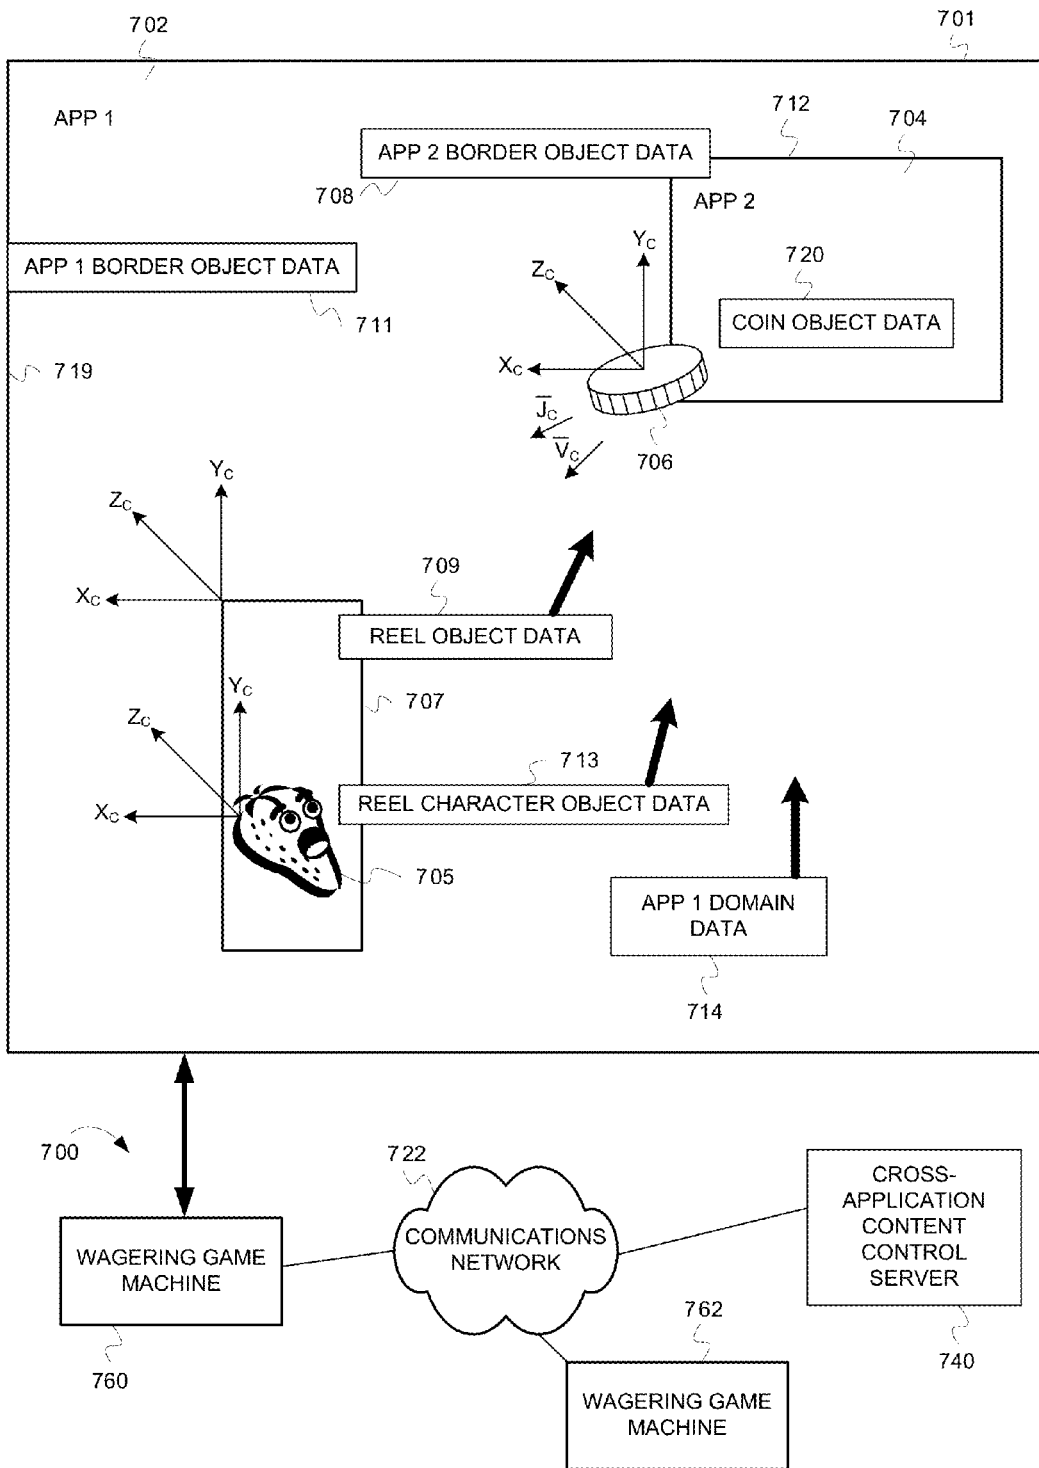 702
701
APP 1
712
704
APP 2 BORDER OBJECT DATA
708
APP 2
APP 1 BORDER OBJECT DATA
711
YC
ZC
720
COIN OBJECT DATA
719
XC
J̅C
V̅C
706
YC
ZC
XC
709
REEL OBJECT DATA
YC
707
ZC
713
XC
REEL CHARACTER OBJECT DATA
705
APP 1 DOMAIN
DATA
714
700
722
WAGERING GAME
MACHINE
760
COMMUNICATIONS
NETWORK
CROSS-
APPLICATION
CONTENT
CONTROL
SERVER
740
762
WAGERING GAME
MACHINE